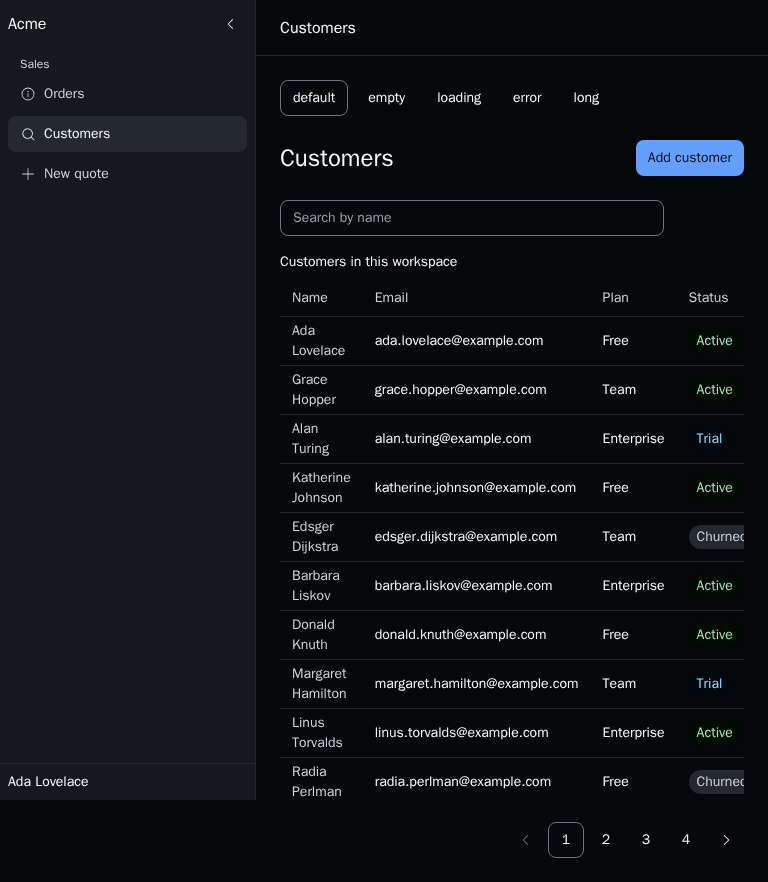 Acme
Sales
Orders
Customers
New quote
Ada Lovelace
Customers
default empty loading error long
Customers
Add customer
Search by name
Customers in this workspace
Name Email Plan Status
Ada Lovelace ada.lovelace@example.com Free Active
Grace Hopper grace.hopper@example.com Team Active
Alan Turing alan.turing@example.com Enterprise Trial
Katherine Johnson katherine.johnson@example.com Free Active
Edsger Dijkstra edsger.dijkstra@example.com Team Churned
Barbara Liskov barbara.liskov@example.com Enterprise Active
Donald Knuth donald.knuth@example.com Free Active
Margaret Hamilton margaret.hamilton@example.com Team Trial
Linus Torvalds linus.torvalds@example.com Enterprise Active
Radia Perlman radia.perlman@example.com Free Churned
1 2 3 4